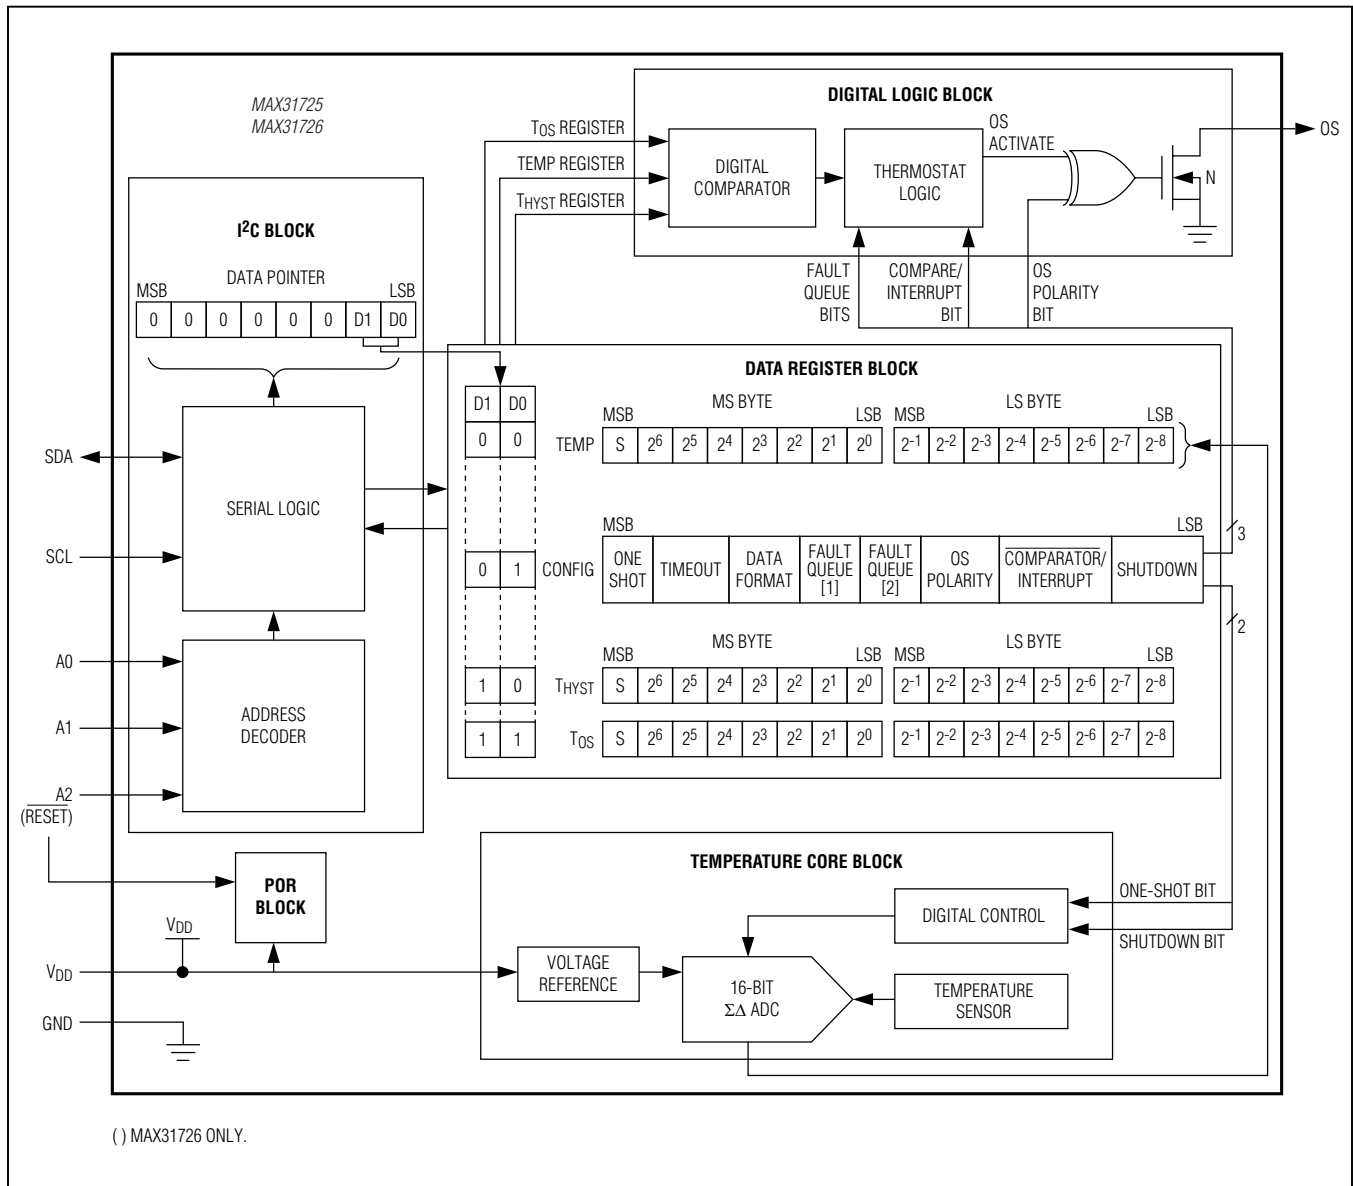 MAX31725
MAX31726
DIGITAL LOGIC BLOCK
TOS REGISTER
TEMP REGISTER
THYST REGISTER
DIGITAL
COMPARATOR
THERMOSTAT
LOGIC
OS
ACTIVATE
N
OS
FAULT
QUEUE
BITS
COMPARE/
INTERRUPT
BIT
OS
POLARITY
BIT
I2C BLOCK
DATA POINTER
MSB LSB
0 0 0 0 0 0 D1 D0
SDA
SCL
SERIAL LOGIC
A0
A1
A2
(RESET)
ADDRESS
DECODER
DATA REGISTER BLOCK
D1 D0
MSB MS BYTE LSB MSB LS BYTE LSB
0 0 TEMP S 2^6 2^5 2^4 2^3 2^2 2^1 2^0 2^-1 2^-2 2^-3 2^-4 2^-5 2^-6 2^-7 2^-8
MSB LSB
0 1 CONFIG
ONE
SHOT
TIMEOUT
DATA
FORMAT
FAULT
QUEUE
[1]
FAULT
QUEUE
[2]
OS
POLARITY
COMPARATOR/
INTERRUPT
SHUTDOWN
3
2
MS BYTE LS BYTE
MSB LSB MSB LSB
1 0 THYST S 2^6 2^5 2^4 2^3 2^2 2^1 2^0 2^-1 2^-2 2^-3 2^-4 2^-5 2^-6 2^-7 2^-8
1 1 TOS S 2^6 2^5 2^4 2^3 2^2 2^1 2^0 2^-1 2^-2 2^-3 2^-4 2^-5 2^-6 2^-7 2^-8
POR
BLOCK
VDD
VDD
GND
TEMPERATURE CORE BLOCK
DIGITAL CONTROL
ONE-SHOT BIT
SHUTDOWN BIT
VOLTAGE
REFERENCE
16-BIT
ΣΔ ADC
TEMPERATURE
SENSOR
( ) MAX31726 ONLY.